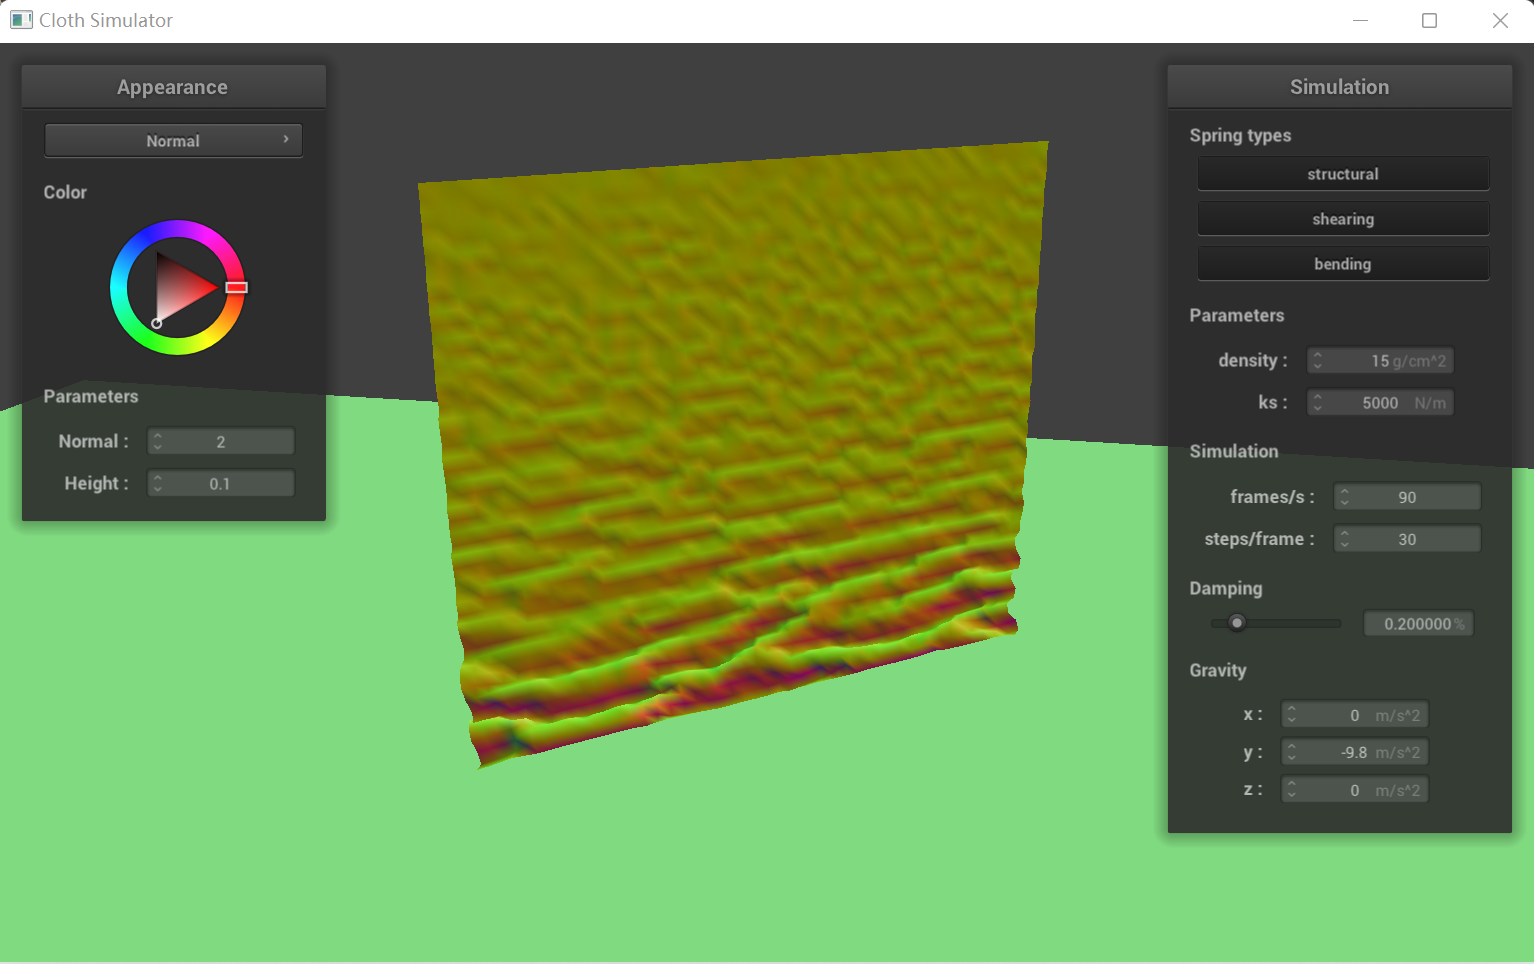 Cloth Simulator
Appearance
Normal
Color
Parameters
Normal : 2
Height : 0.1
Simulation
Spring types
structural
shearing
bending
Parameters
density : 15 g/cm^2
ks : 5000 N/m
Simulation
frames/s : 90
steps/frame : 30
Damping
0.200000 %
Gravity
x : 0 m/s^2
y : -9.8 m/s^2
z : 0 m/s^2